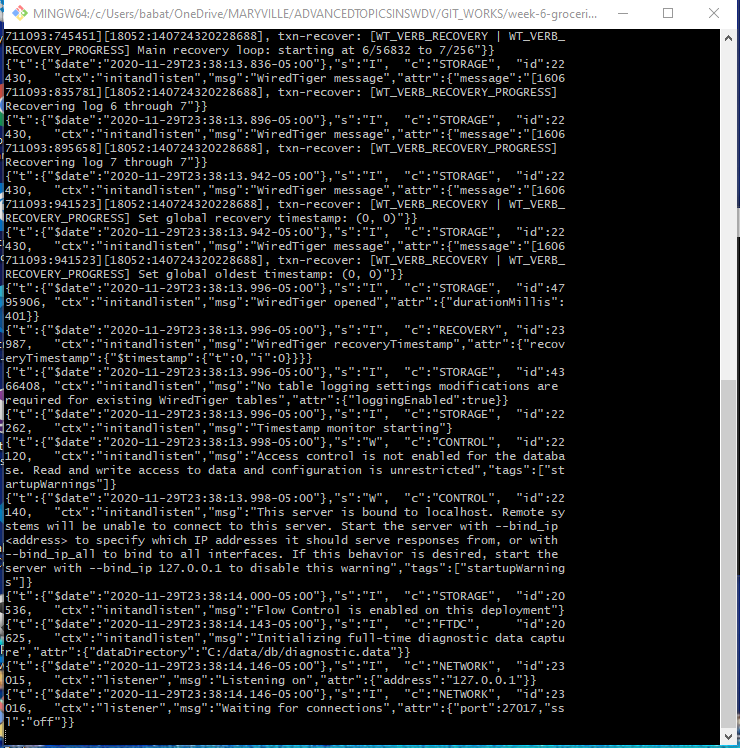 MINGW64:/c/Users/babat/OneDrive/MARYVILLE/ADVANCEDTOPICSINSWDV/GIT_WORKS/week-6-groceri...
711093:745451][18052:140724320228688], txn-recover: [WT_VERB_RECOVERY | WT_VERB_
RECOVERY_PROGRESS] Main recovery loop: starting at 6/56832 to 7/256"}}
{"t":{"$date":"2020-11-29T23:38:13.836-05:00"},"s":"I",  "c":"STORAGE",  "id":22
430,   "ctx":"initandlisten","msg":"WiredTiger message","attr":{"message":"[1606
711093:835781][18052:140724320228688], txn-recover: [WT_VERB_RECOVERY_PROGRESS]
Recovering log 6 through 7"}}
{"t":{"$date":"2020-11-29T23:38:13.896-05:00"},"s":"I",  "c":"STORAGE",  "id":22
430,   "ctx":"initandlisten","msg":"WiredTiger message","attr":{"message":"[1606
711093:895658][18052:140724320228688], txn-recover: [WT_VERB_RECOVERY_PROGRESS]
Recovering log 7 through 7"}}
{"t":{"$date":"2020-11-29T23:38:13.942-05:00"},"s":"I",  "c":"STORAGE",  "id":22
430,   "ctx":"initandlisten","msg":"WiredTiger message","attr":{"message":"[1606
711093:941523][18052:140724320228688], txn-recover: [WT_VERB_RECOVERY | WT_VERB_
RECOVERY_PROGRESS] Set global recovery timestamp: (0, 0)"}}
{"t":{"$date":"2020-11-29T23:38:13.942-05:00"},"s":"I",  "c":"STORAGE",  "id":22
430,   "ctx":"initandlisten","msg":"WiredTiger message","attr":{"message":"[1606
711093:941523][18052:140724320228688], txn-recover: [WT_VERB_RECOVERY | WT_VERB_
RECOVERY_PROGRESS] Set global oldest timestamp: (0, 0)"}}
{"t":{"$date":"2020-11-29T23:38:13.996-05:00"},"s":"I",  "c":"STORAGE",  "id":47
95906, "ctx":"initandlisten","msg":"WiredTiger opened","attr":{"durationMillis":
401}}
{"t":{"$date":"2020-11-29T23:38:13.996-05:00"},"s":"I",  "c":"RECOVERY", "id":23
987,   "ctx":"initandlisten","msg":"WiredTiger recoveryTimestamp","attr":{"recov
eryTimestamp":{"$timestamp":{"t":0,"i":0}}}}
{"t":{"$date":"2020-11-29T23:38:13.996-05:00"},"s":"I",  "c":"STORAGE",  "id":43
66408, "ctx":"initandlisten","msg":"No table logging settings modifications are
required for existing WiredTiger tables","attr":{"loggingEnabled":true}}
{"t":{"$date":"2020-11-29T23:38:13.996-05:00"},"s":"I",  "c":"STORAGE",  "id":22
262,   "ctx":"initandlisten","msg":"Timestamp monitor starting"}
{"t":{"$date":"2020-11-29T23:38:13.998-05:00"},"s":"W",  "c":"CONTROL",  "id":22
120,   "ctx":"initandlisten","msg":"Access control is not enabled for the databa
se. Read and write access to data and configuration is unrestricted","tags":["st
artupWarnings"]}
{"t":{"$date":"2020-11-29T23:38:13.998-05:00"},"s":"W",  "c":"CONTROL",  "id":22
140,   "ctx":"initandlisten","msg":"This server is bound to localhost. Remote sy
stems will be unable to connect to this server. Start the server with --bind_ip
<address> to specify which IP addresses it should serve responses from, or with
--bind_ip_all to bind to all interfaces. If this behavior is desired, start the
server with --bind_ip 127.0.0.1 to disable this warning","tags":["startupWarning
s"]}
{"t":{"$date":"2020-11-29T23:38:14.000-05:00"},"s":"I",  "c":"STORAGE",  "id":20
536,   "ctx":"initandlisten","msg":"Flow Control is enabled on this deployment"}
{"t":{"$date":"2020-11-29T23:38:14.143-05:00"},"s":"I",  "c":"FTDC",     "id":20
625,   "ctx":"initandlisten","msg":"Initializing full-time diagnostic data captu
re","attr":{"dataDirectory":"C:/data/db/diagnostic.data"}}
{"t":{"$date":"2020-11-29T23:38:14.146-05:00"},"s":"I",  "c":"NETWORK",  "id":23
015,   "ctx":"listener","msg":"Listening on","attr":{"address":"127.0.0.1"}}
{"t":{"$date":"2020-11-29T23:38:14.146-05:00"},"s":"I",  "c":"NETWORK",  "id":23
016,   "ctx":"listener","msg":"Waiting for connections","attr":{"port":27017,"ss
l":"off"}}